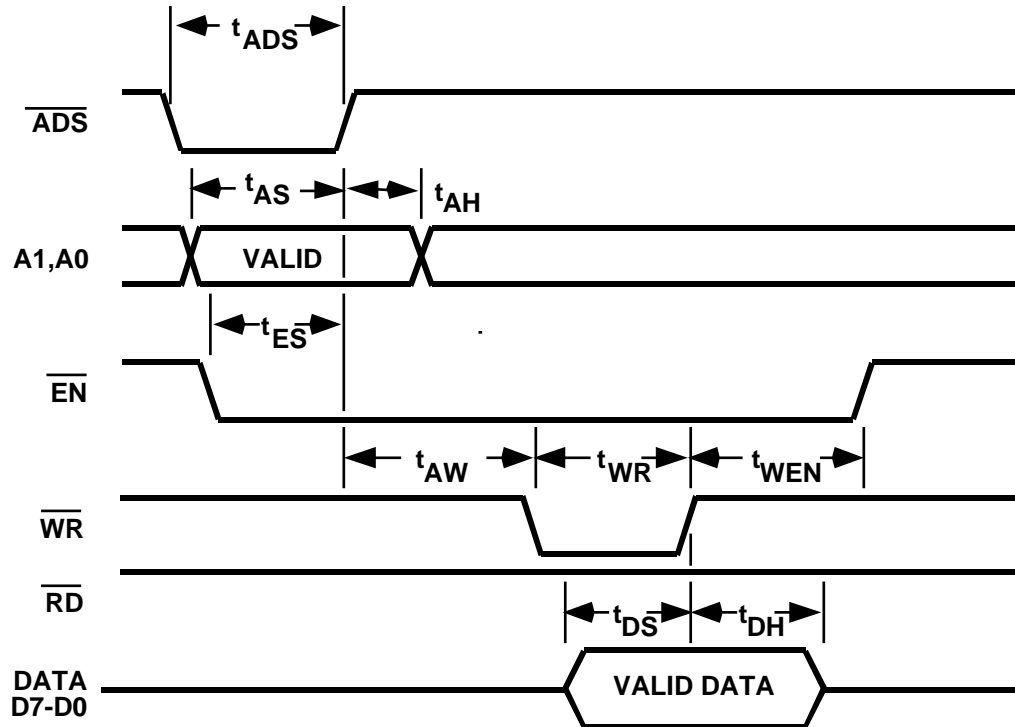 tADS
ADS
tAS
tAH
A1,A0
VALID
tES
EN
tAW
tWR
tWEN
WR
RD
tDS
tDH
DATA
D7-D0
VALID DATA